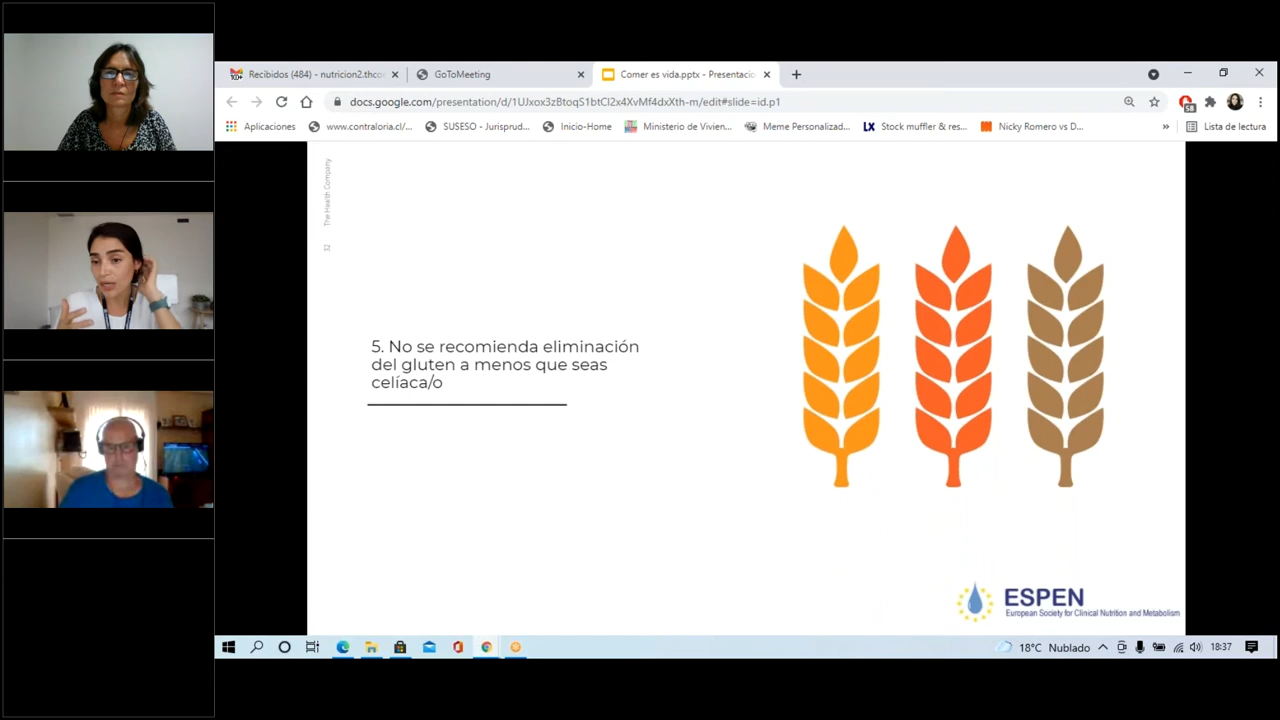 Recibidos (484) - nutricion2.thco
GoToMeeting
Comer es vida.pptx - Presentacio
docs.google.com/presentation/d/1UJxox3zBtoqS1btCl2x4XvMf4dxXth-m/edit#slide=id.p1
58
Aplicaciones
www.contraloria.cl/...
SUSESO - Jurisprud...
Inicio-Home
Ministerio de Vivien...
Meme Personalizad...
LX
Stock muffler & res...
Nicky Romero vs D...
»
Lista de lectura
The Health Company
32
5. No se recomienda eliminación
del gluten a menos que seas
celíaca/o
ESPEN
European Society for Clinical Nutrition and Metabolism
18°C Nublado
18:37